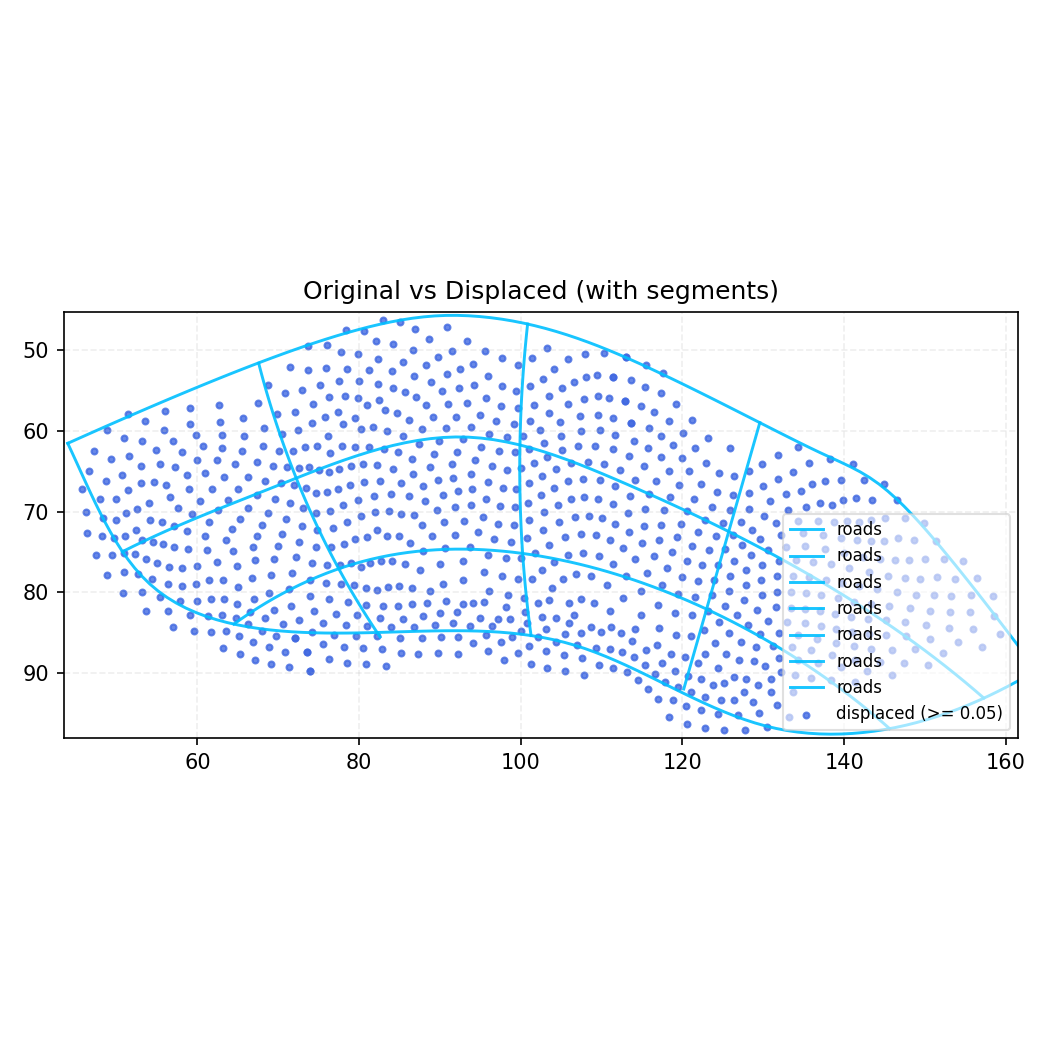 Original vs Displaced (with segments)
50
60
70
80
90
60
80
100
120
140
160
roads
roads
roads
roads
roads
roads
roads
displaced (>= 0.05)